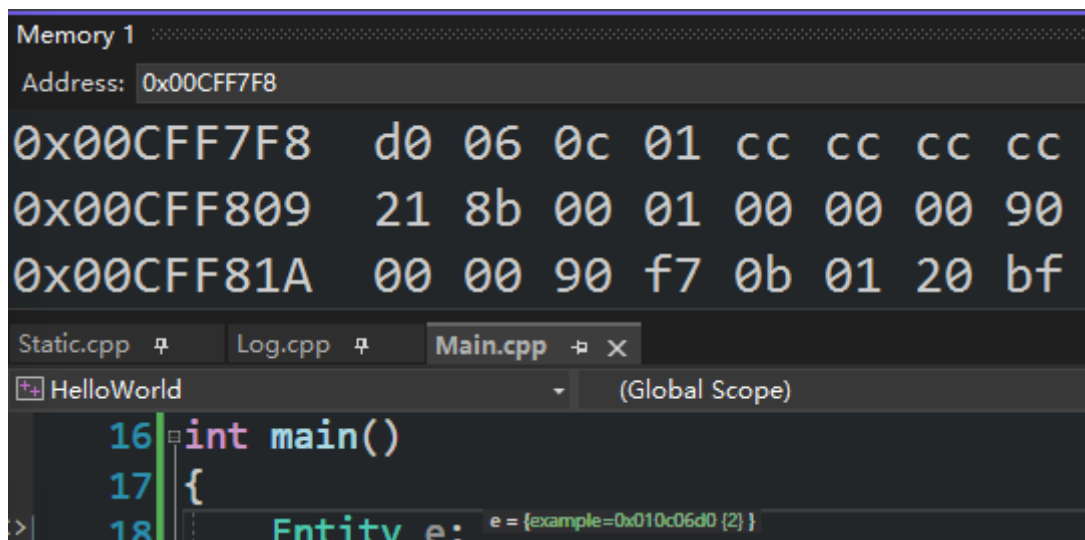 Memory 1
Address: 0x00CFF7F8
0x00CFF7F8 d0 06 0c 01 cc cc cc cc
0x00CFF809 21 8b 00 01 00 00 00 90
0x00CFF81A 00 00 90 f7 0b 01 20 bf
Static.cpp Log.cpp Main.cpp
HelloWorld (Global Scope)
16 int main()
17 {
18 Entity e; e = {example=0x010c06d0 {2} }